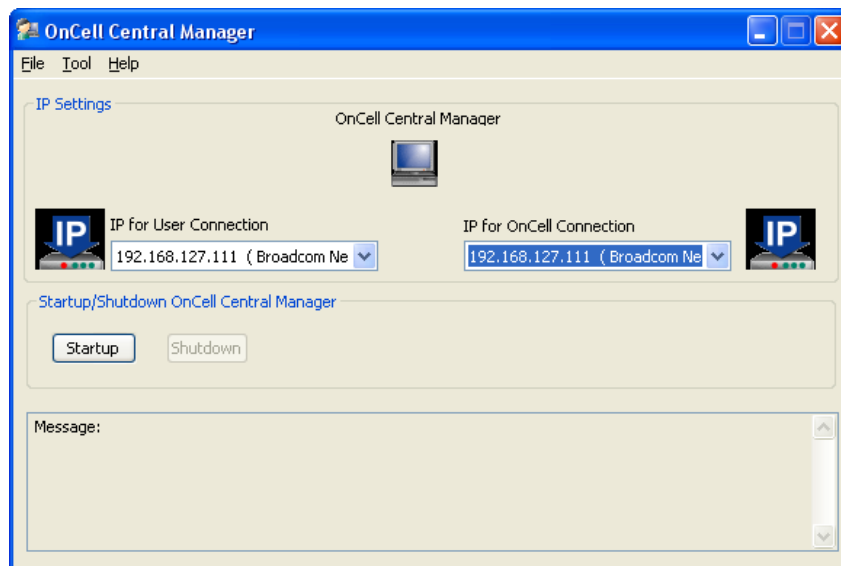 OnCell Central Manager
File Tool Help
IP Settings
OnCell Central Manager
IP IP for User Connection IP for OnCell Connection IP
192.168.127.111 ( Broadcom Ne 192.168.127.111 ( Broadcom Ne
Startup/Shutdown OnCell Central Manager
Startup Shutdown
Message: